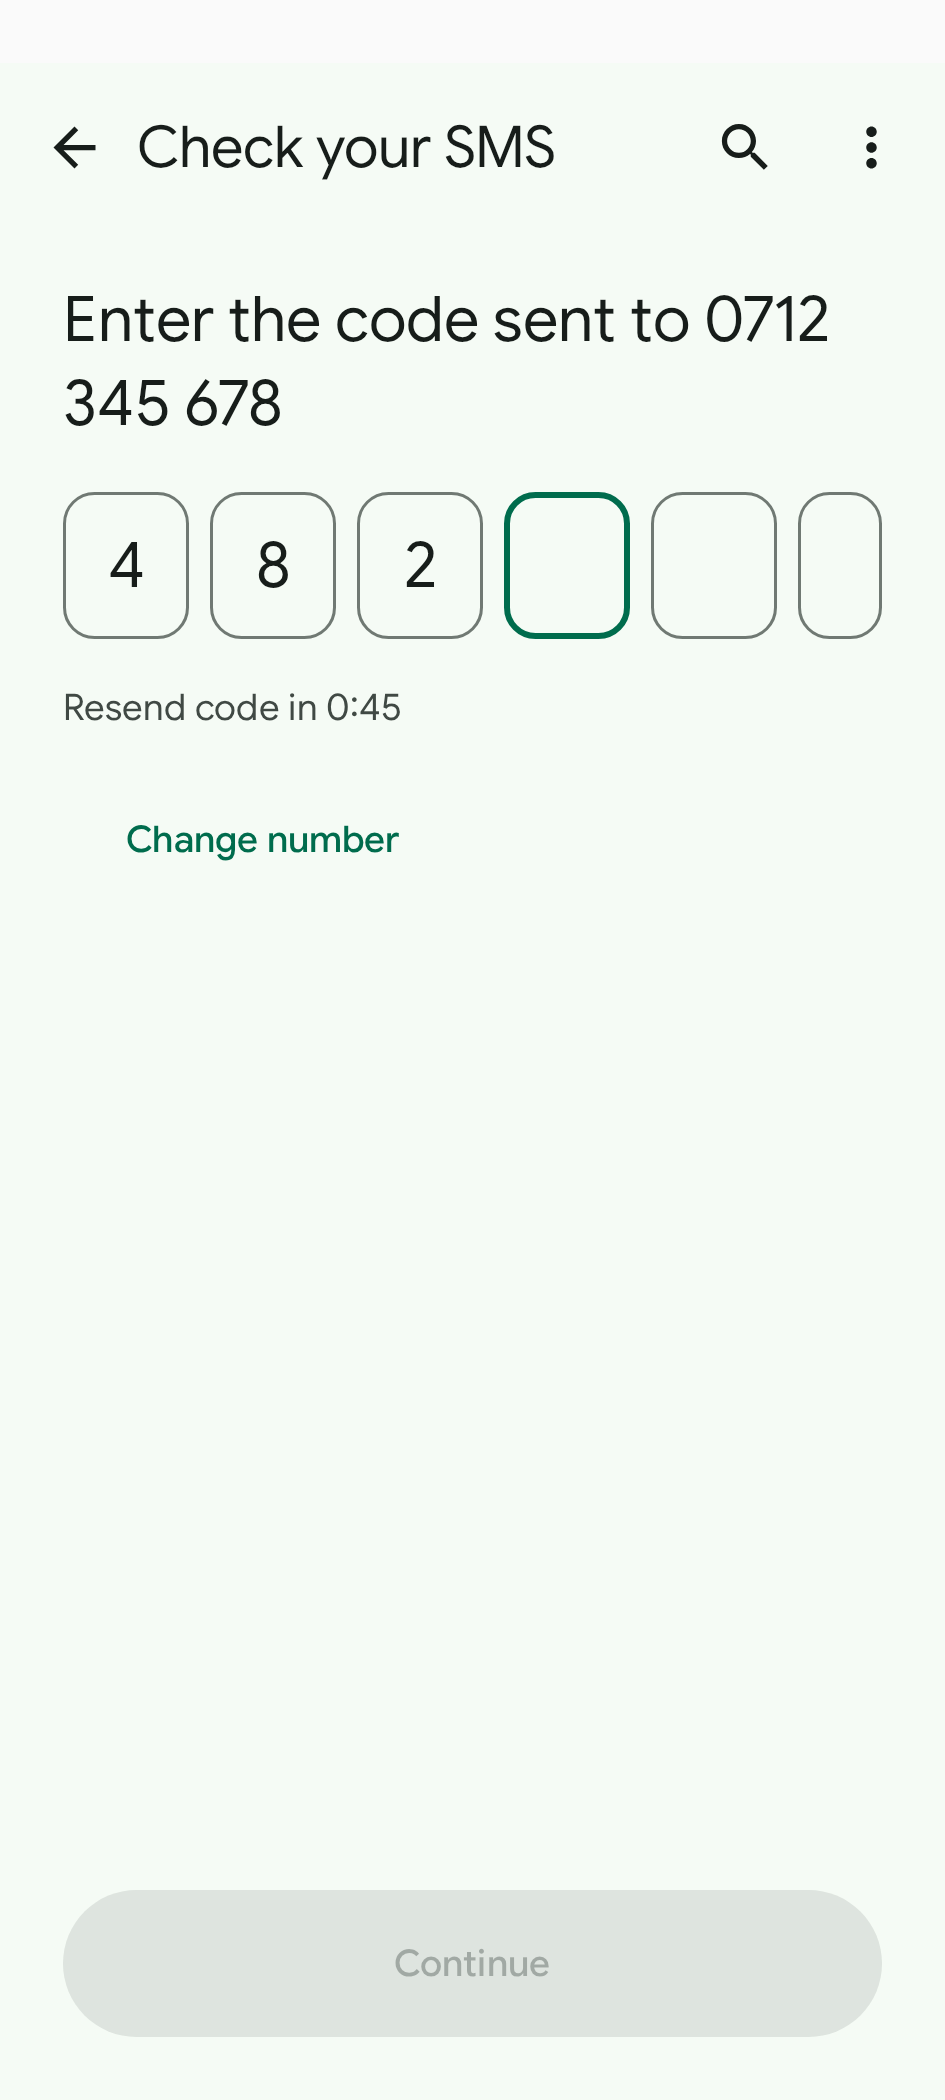 Check your SMS
Enter the code sent to 0712
345 678
4 8 2
Resend code in 0:45
Change number
Continue